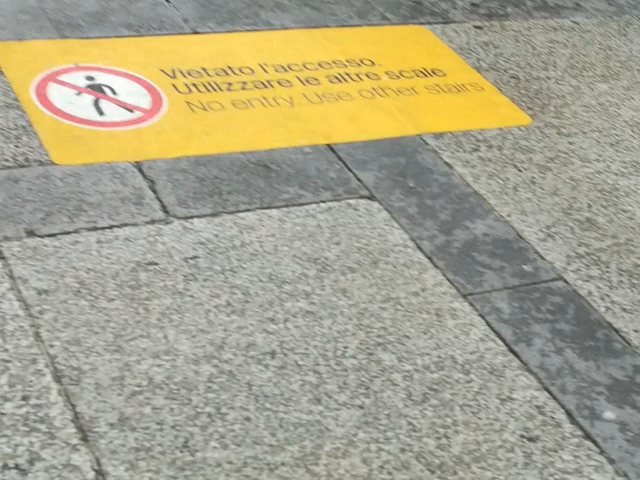 Vietato l'accesso.
Utilizzare le altre scale
No entry. Use other stairs